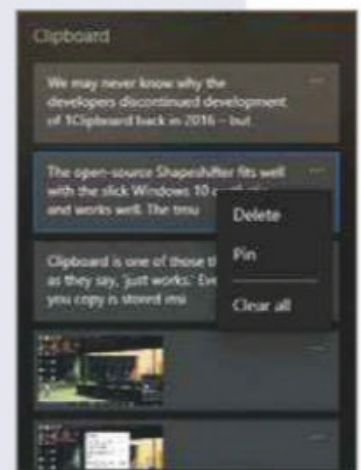 Clipboard
We may never know why the
developers discontinued development
of 1Clipboard back in 2016 – but
The open-source Shapeshifter fits well
with the slick Windows 10
and works well. The tmu
Delete
Pin
Clear all
Clipboard is one of those
as they say, 'just works.'
you copy is stored insi